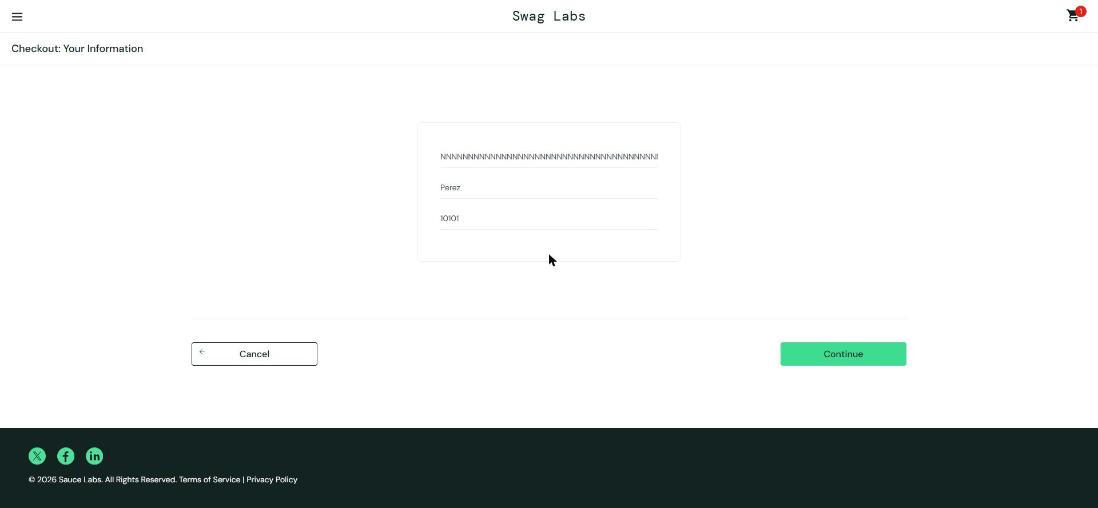 Swag Labs
1
Checkout: Your Information
NNNNNNNNNNNNNNNNNNNNNNNNNNNNNNNNNNNNNN
Perez
10101
Cancel
Continue
© 2026 Sauce Labs. All Rights Reserved. Terms of Service | Privacy Policy